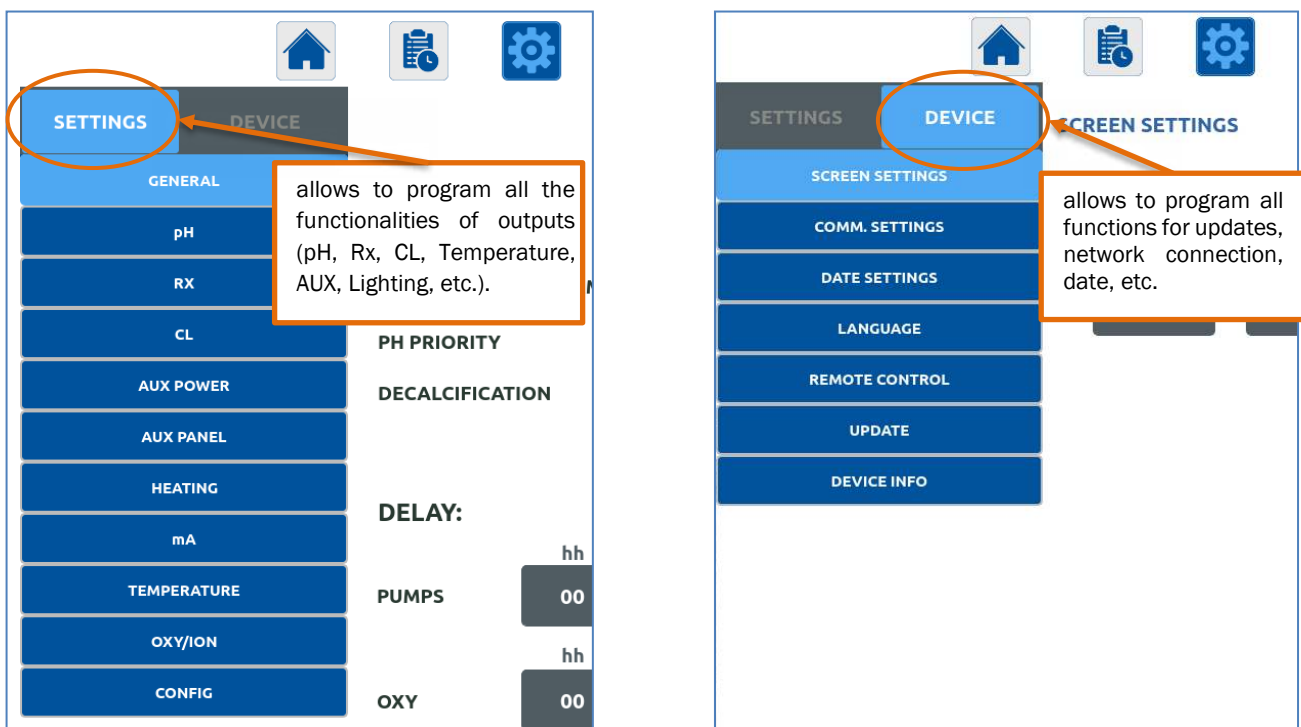 SETTINGS DEVICE
GENERAL
pH
RX
CL
AUX POWER
AUX PANEL
HEATING
mA
TEMPERATURE
OXY/ION
CONFIG
allows to program all the
functionalities of outputs
(pH, Rx, CL, Temperature,
AUX, Lighting, etc.).
PH PRIORITY
DECALCIFICATION
DELAY:
hh
PUMPS 00
hh
OXY 00
SETTINGS DEVICE
SCREEN SETTINGS
SCREEN SETTINGS
COMM. SETTINGS
DATE SETTINGS
LANGUAGE
REMOTE CONTROL
UPDATE
DEVICE INFO
allows to program all
functions for updates,
network connection,
date, etc.